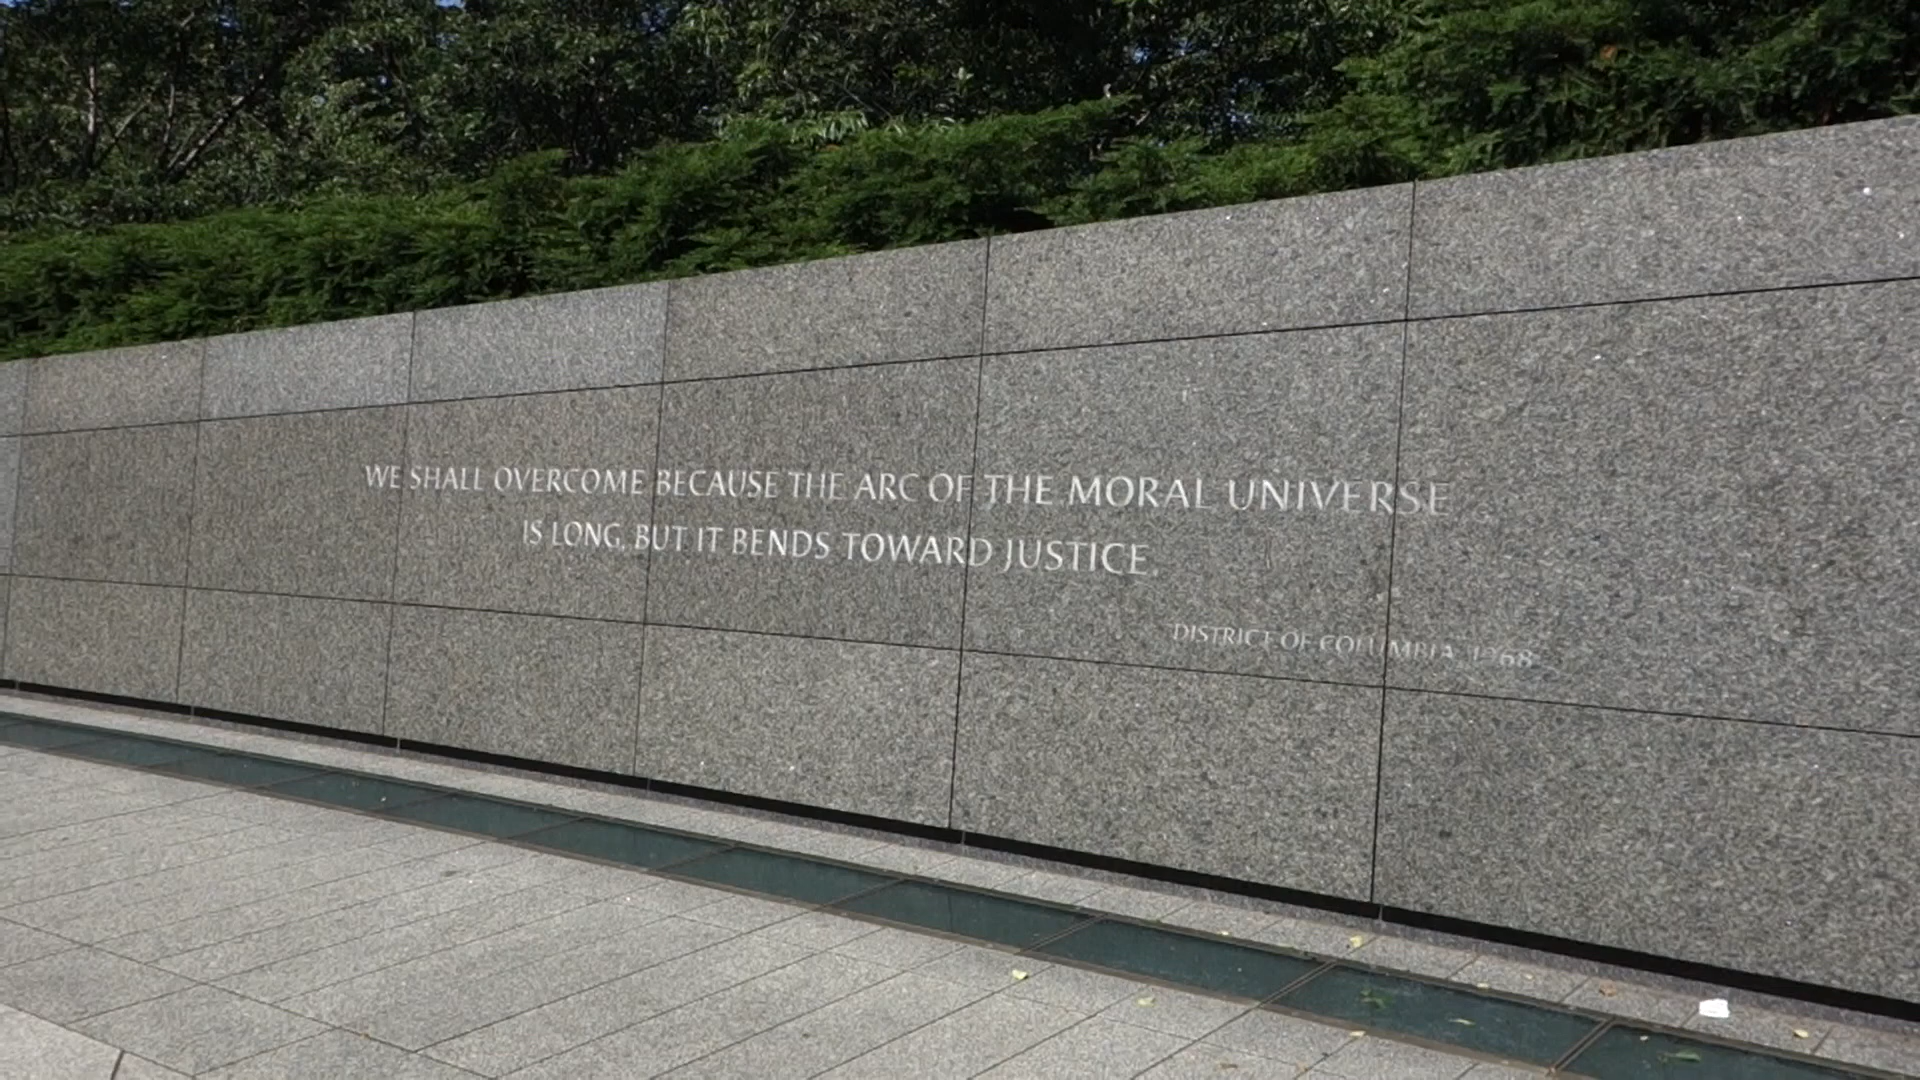 WE SHALL OVERCOME BECAUSE THE ARC OF THE MORAL UNIVERSE
IS LONG, BUT IT BENDS TOWARD JUSTICE.
DISTRICT OF COLUMBIA, 1968